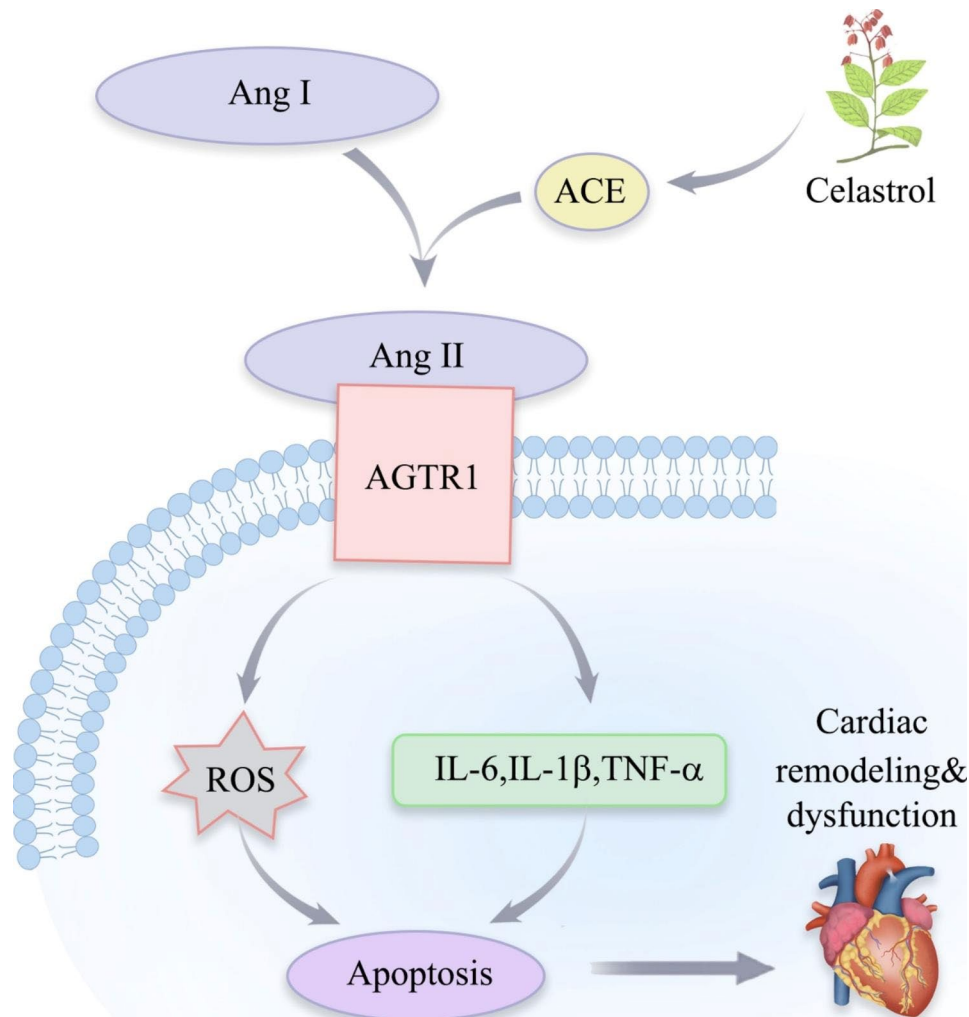 Ang I
ACE
Celastrol
Ang II
AGTR1
ROS
IL-6,IL-1β,TNF-α
Cardiac
remodeling&
dysfunction
Apoptosis